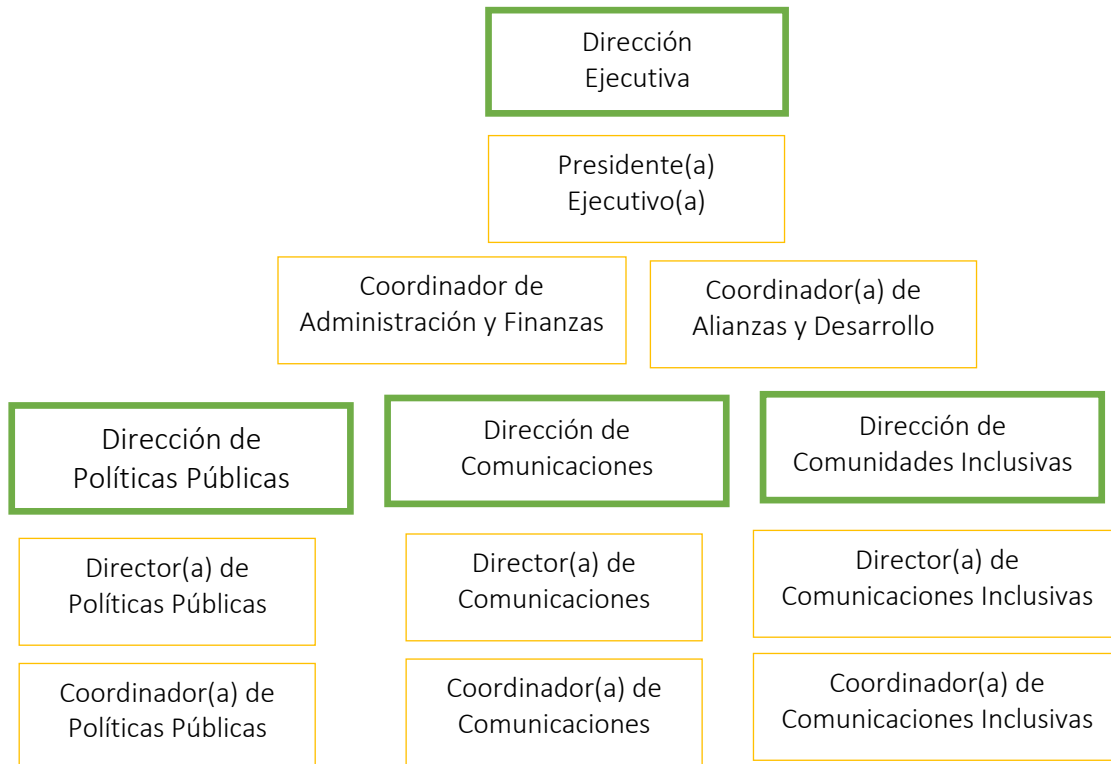 Dirección
Ejecutiva
Presidente(a)
Ejecutivo(a)
Coordinador de
Administración y Finanzas
Coordinador(a) de
Alianzas y Desarrollo
Dirección de
Políticas Públicas
Dirección de
Comunicaciones
Dirección de
Comunidades Inclusivas
Director(a) de
Políticas Públicas
Director(a) de
Comunicaciones
Director(a) de
Comunicaciones Inclusivas
Coordinador(a) de
Políticas Públicas
Coordinador(a) de
Comunicaciones
Coordinador(a) de
Comunicaciones Inclusivas